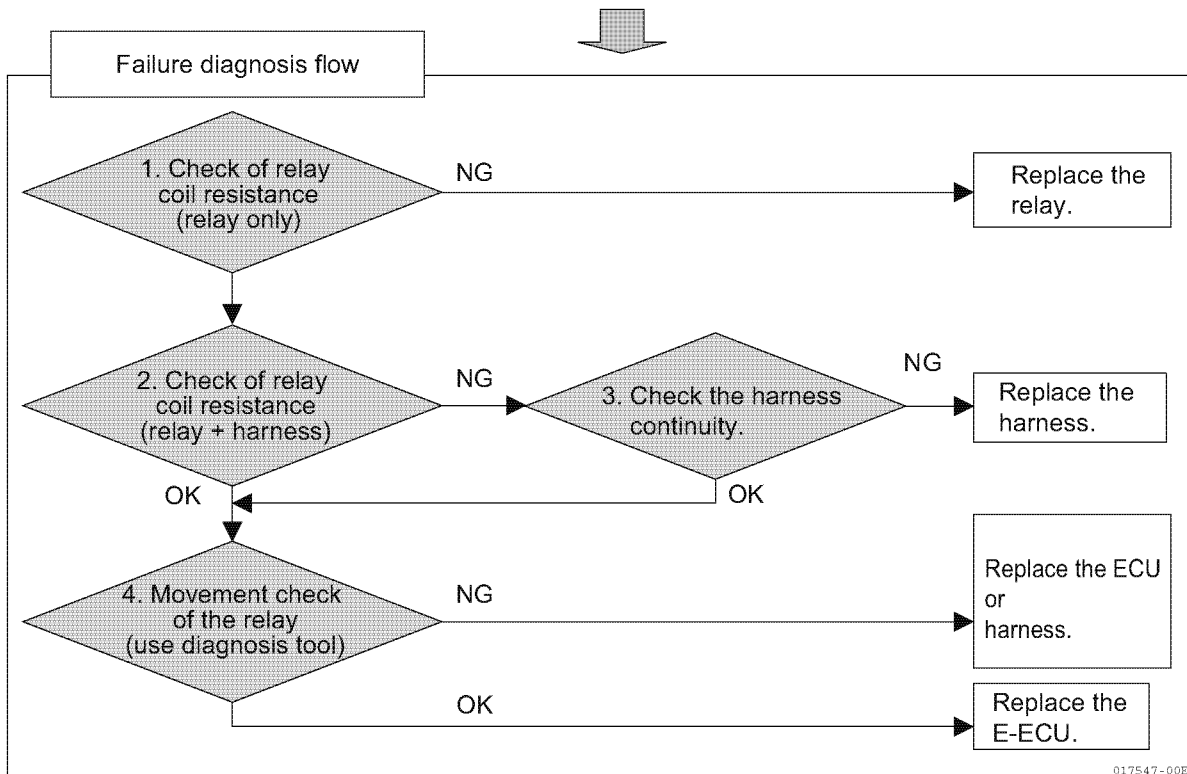 Failure diagnosis flow
1. Check of relay
coil resistance
(relay only)
NG
Replace the
relay.
2. Check of relay
coil resistance
(relay + harness)
NG
3. Check the harness
continuity.
NG
Replace the
harness.
OK
OK
4. Movement check
of the relay
(use diagnosis tool)
NG
Replace the ECU
or
harness.
OK
Replace the
E-ECU.
017547-00E